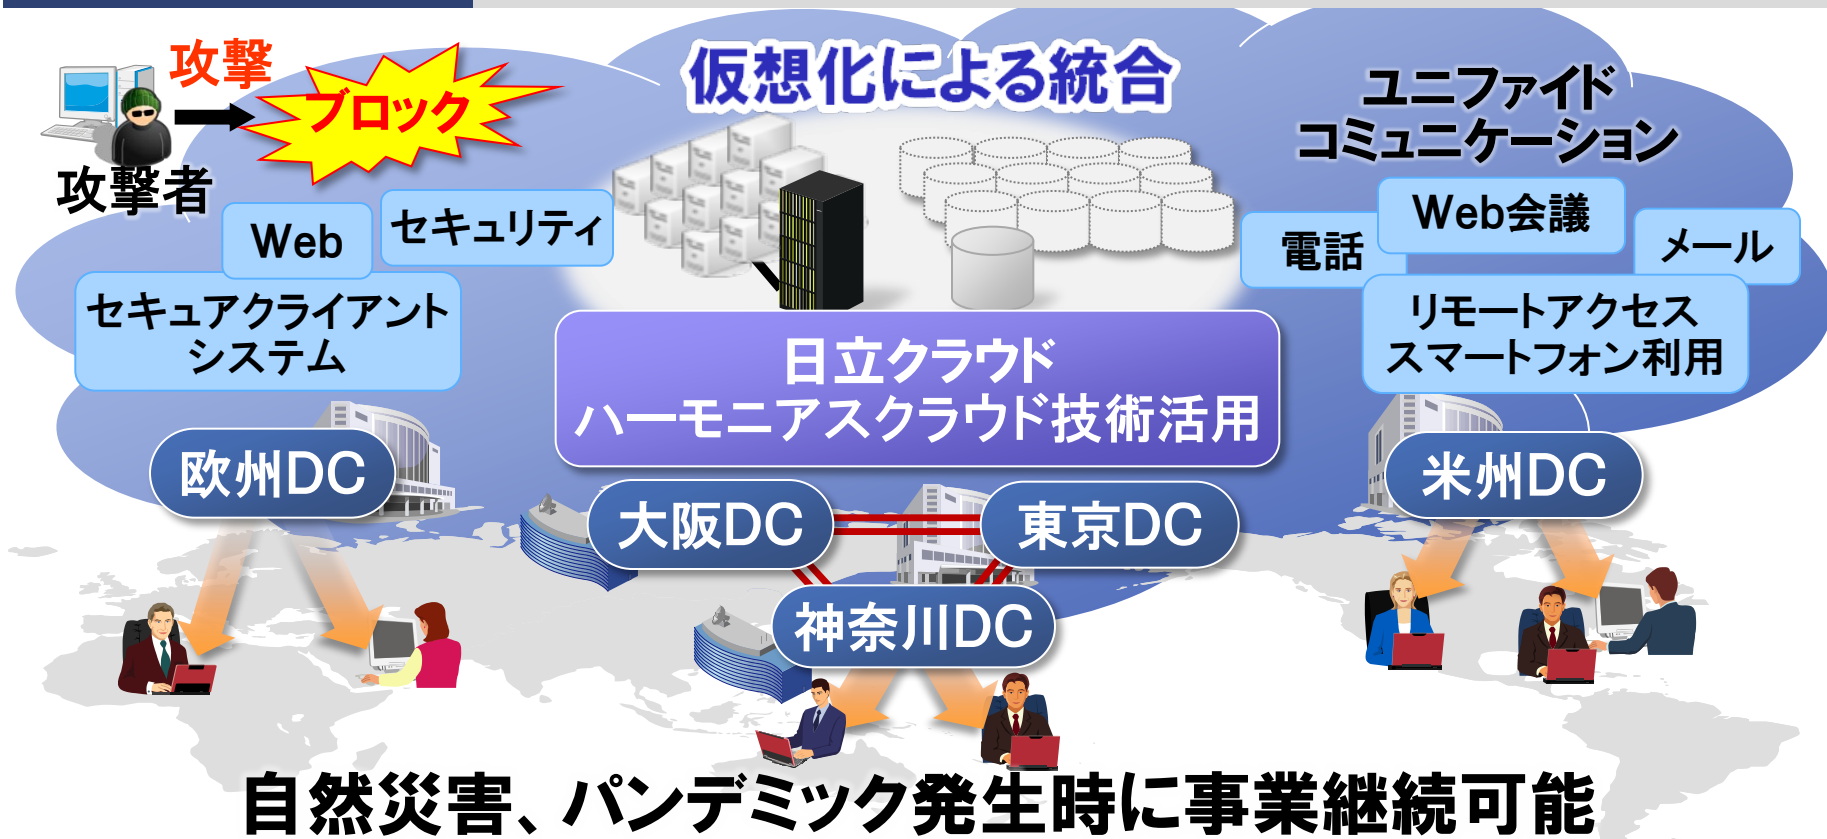 攻撃
ブロック
攻撃者
仮想化による統合
ユニファイド
コミュニケーション
Web
セキュリティ
セキュアクライアント
システム
電話
Web会議
メール
リモートアクセス
スマートフォン利用
日立クラウド
ハーモニアスクラウド技術活用
欧州DC
大阪DC
東京DC
神奈川DC
米州DC
自然災害、パンデミック発生時に事業継続可能